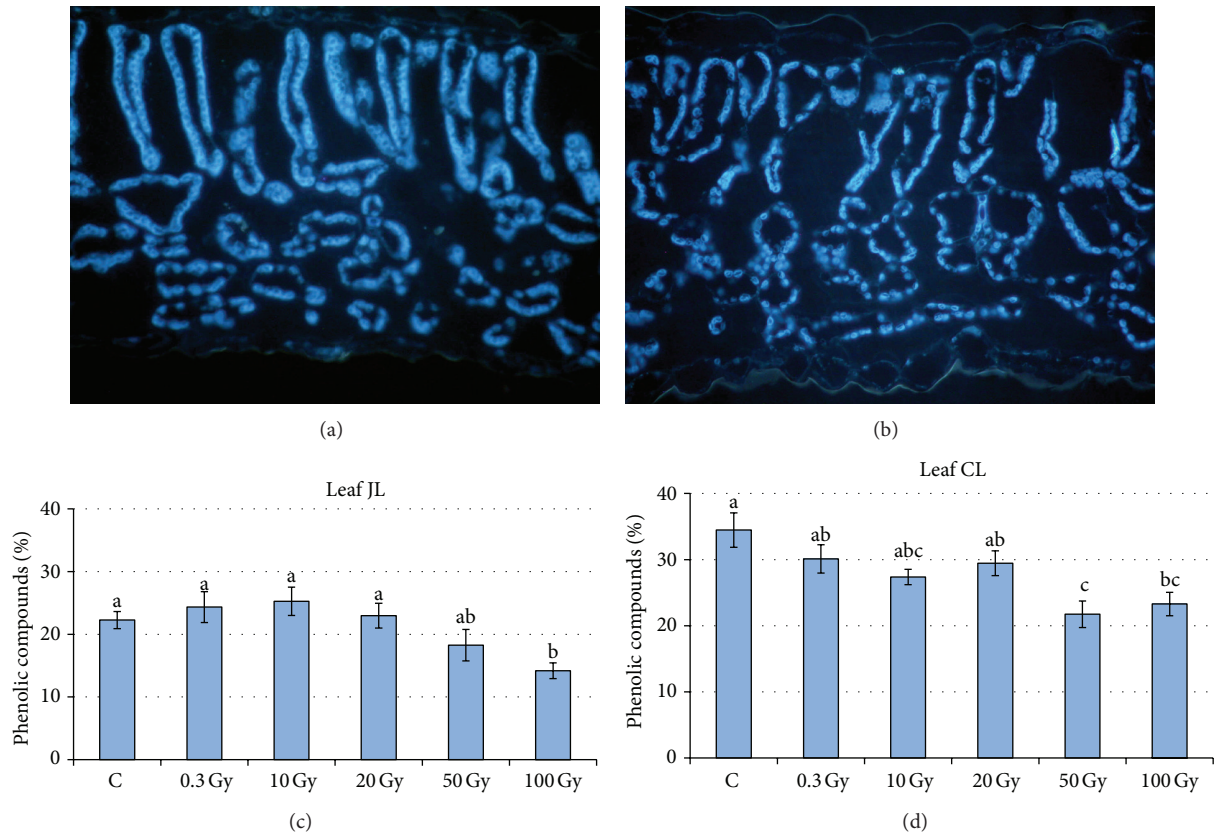 (a)
(b)
Leaf JL
Phenolic compounds (%)
40
30
20
10
0
a
a
a
a
ab
b
C
0.3 Gy
10 Gy
20 Gy
50 Gy
100 Gy
(c)
Leaf CL
Phenolic compounds (%)
40
30
20
10
0
a
ab
abc
ab
c
bc
C
0.3 Gy
10 Gy
20 Gy
50 Gy
100 Gy
(d)